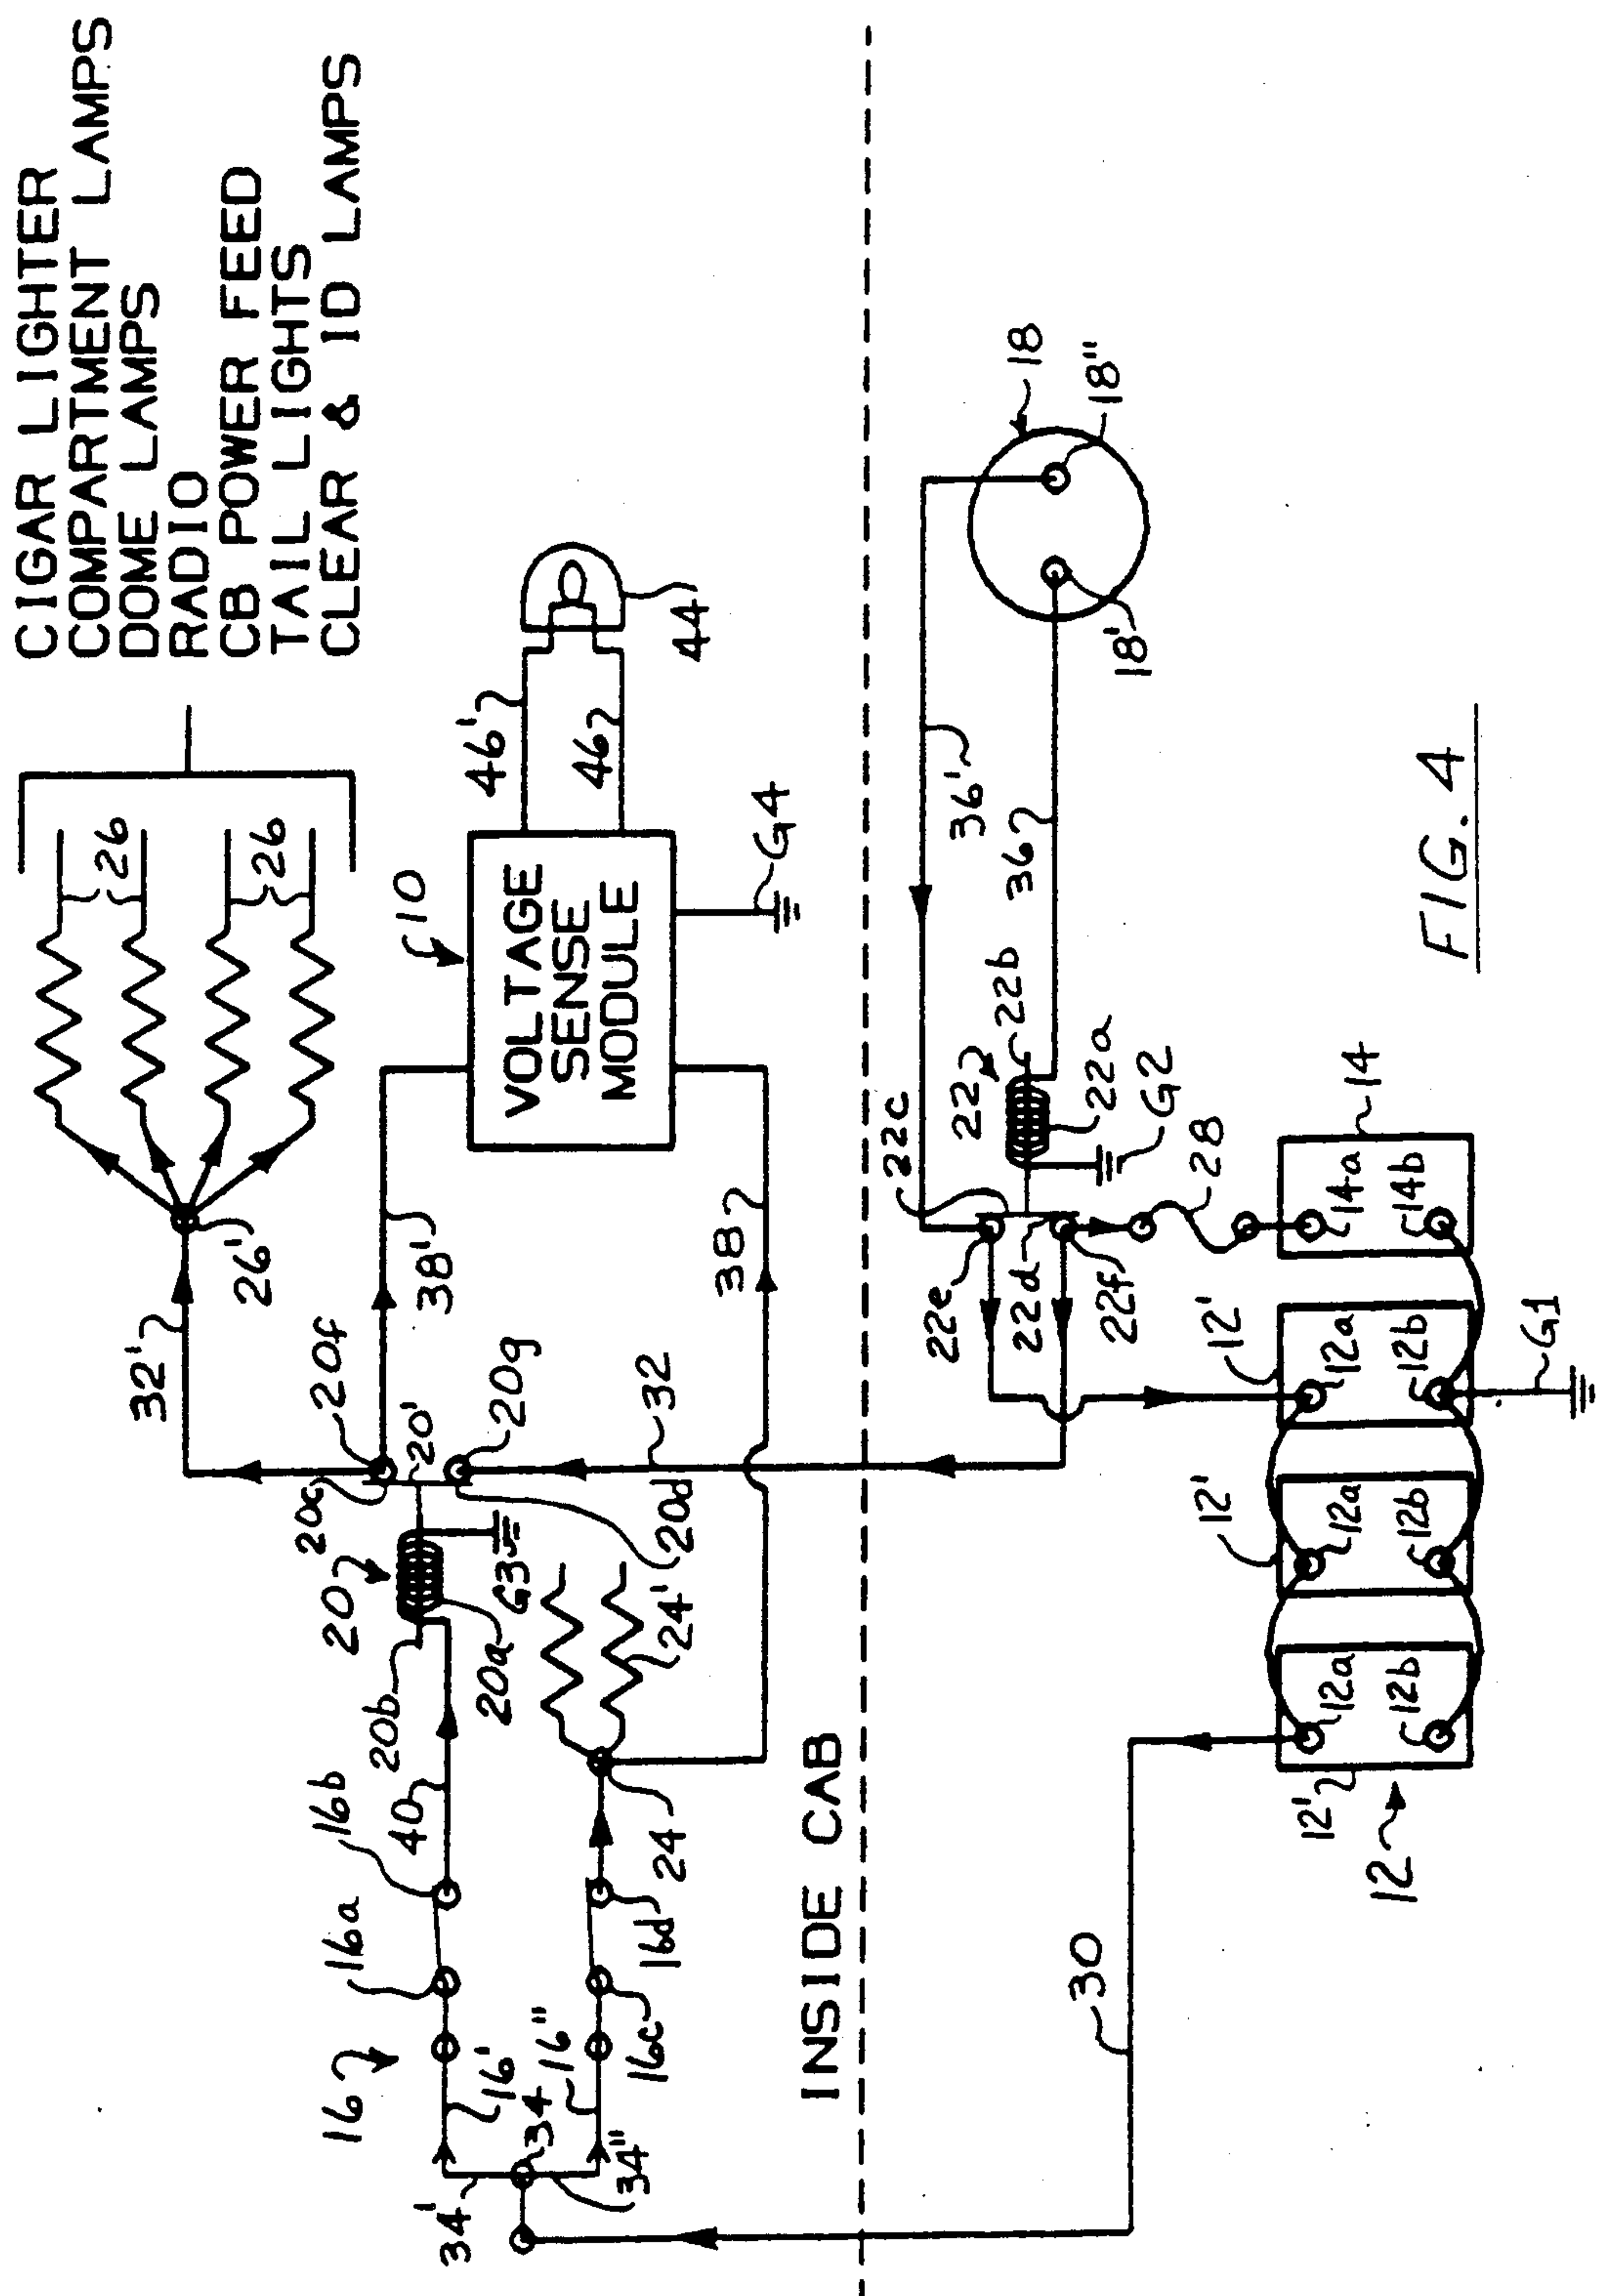 CIGAR LIGHTER
COMPARTMENT LAMPS
DOME LAMPS
RADIO
CB POWER FEED
TAIL LIGHTS
CLEAR & ID LAMPS
26
26
26'
32'
10
VOLTAGE
SENSE
MODULE
46'
46
44
G4
38'
38
20f
20'
20g
20c
20d
20
20b
20a
G3
24'
24
32
16
16a
16b
40
16'
16"
16c
16d
34'
34
34"
INSIDE CAB
18
18"
18'
36'
36
22
22b
22a
22c
G2
22e
22d
22f
28
14
14a
14b
12'
12a
12b
G1
12'
12a
12b
12'
12a
12b
12
30
FIG. 4